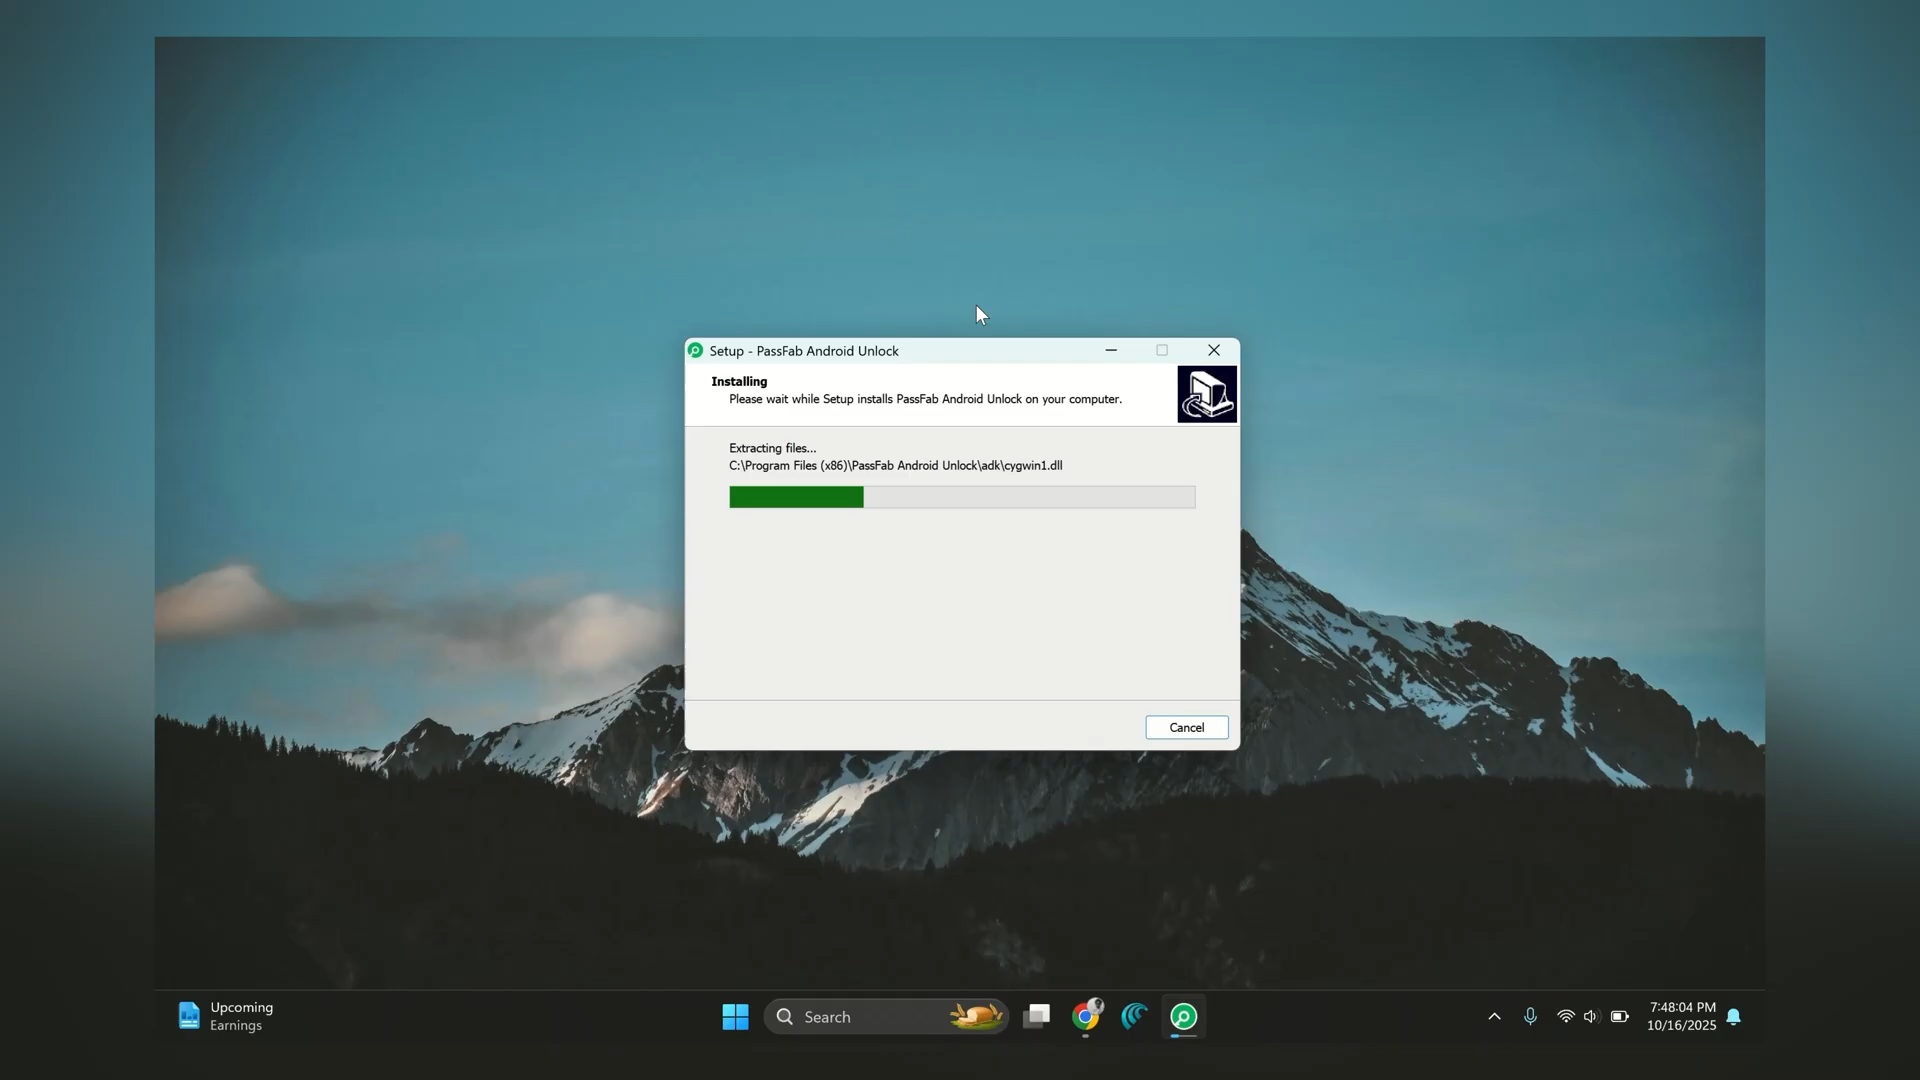 Setup - PassFab Android Unlock
Installing
Please wait while Setup installs PassFab Android Unlock on your computer.
Extracting files...
C:\Program Files (x86)\PassFab Android Unlock\adk\cygwin1.dll
Cancel
Upcoming
Earnings
Search
7:48:04 PM
10/16/2025